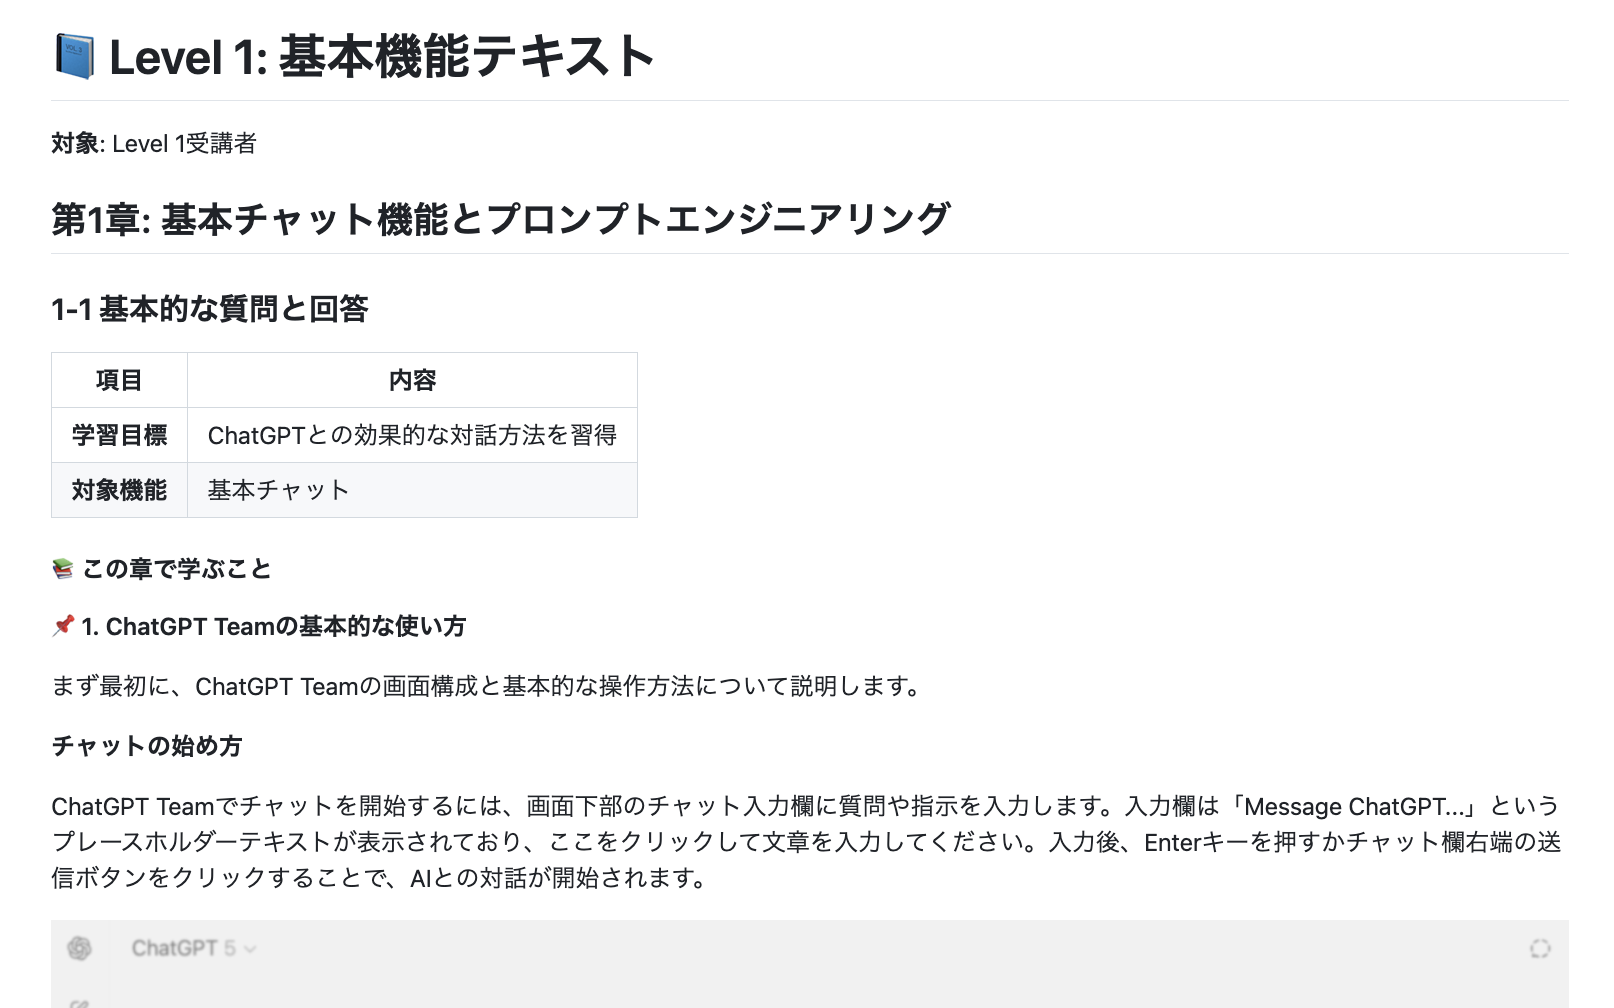 Level 1: 基本機能テキスト
対象: Level 1受講者
第1章: 基本チャット機能とプロンプトエンジニアリング
1-1 基本的な質問と回答
項目 内容
学習目標 ChatGPTとの効果的な対話方法を習得
対象機能 基本チャット
この章で学ぶこと
1. ChatGPT Teamの基本的な使い方
まず最初に、ChatGPT Teamの画面構成と基本的な操作方法について説明します。
チャットの始め方
ChatGPT Teamでチャットを開始するには、画面下部のチャット入力欄に質問や指示を入力します。入力欄は「Message ChatGPT...」という
プレースホルダーテキストが表示されており、ここをクリックして文章を入力してください。入力後、Enterキーを押すかチャット欄右端の送
信ボタンをクリックすることで、AIとの対話が開始されます。
ChatGPT 5